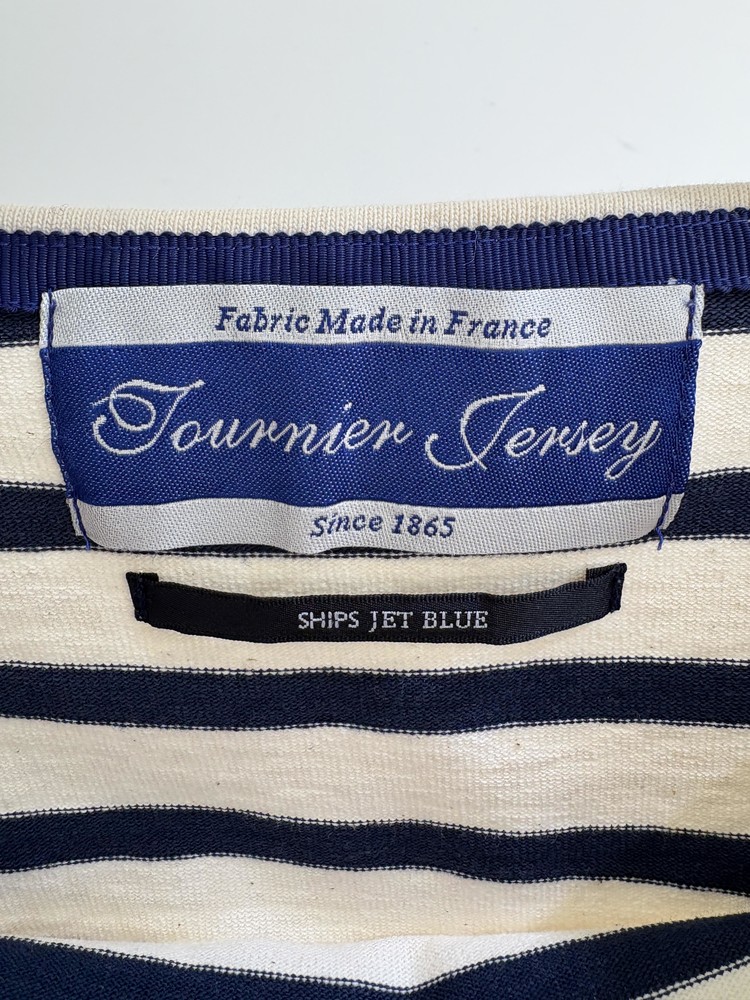 Fabric Made in France
Tournier Jersey
Since 1865
SHIPS JET BLUE